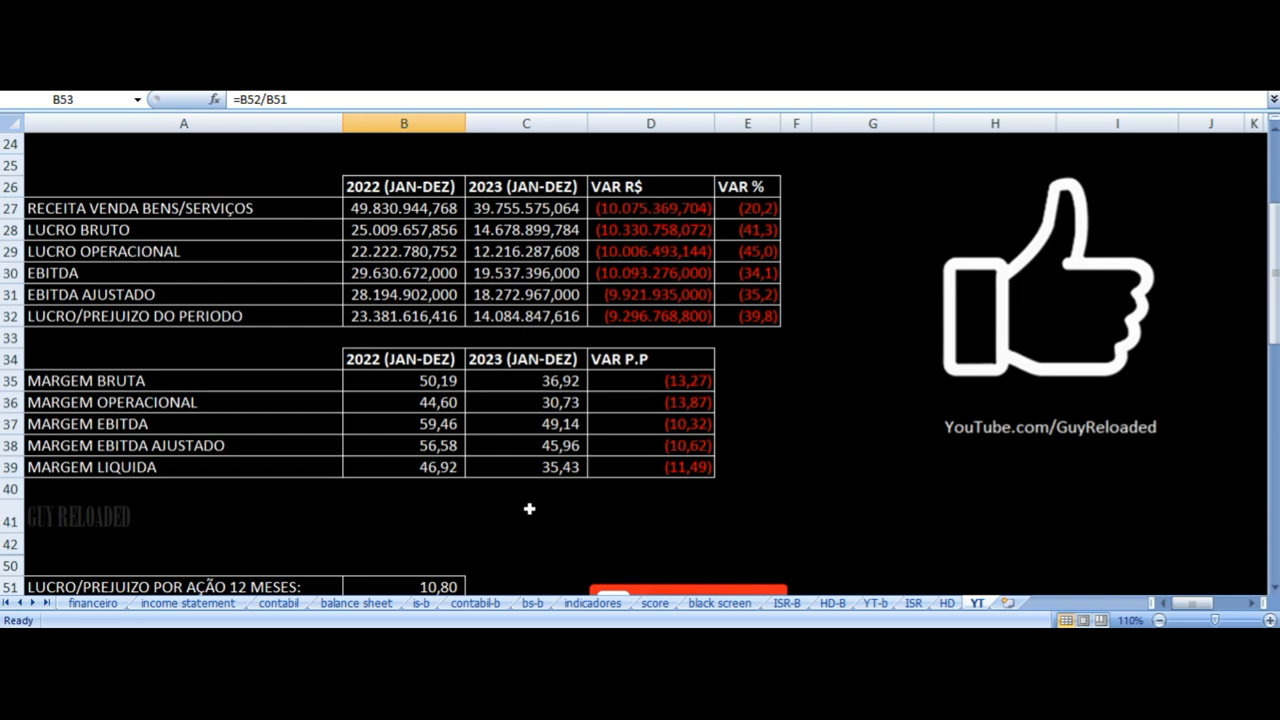 B53 fx =B52/B51
A B C D E F G H I J K
24
25
26 2022 (JAN-DEZ) 2023 (JAN-DEZ) VAR R$ VAR %
27 RECEITA VENDA BENS/SERVIÇOS 49.830.944,768 39.755.575,064 (10.075.369,704) (20,2)
28 LUCRO BRUTO 25.009.657,856 14.678.899,784 (10.330.758,072) (41,3)
29 LUCRO OPERACIONAL 22.222.780,752 12.216.287,608 (10.006.493,144) (45,0)
30 EBITDA 29.630.672,000 19.537.396,000 (10.093.276,000) (34,1)
31 EBITDA AJUSTADO 28.194.902,000 18.272.967,000 (9.921.935,000) (35,2)
32 LUCRO/PREJUIZO DO PERIODO 23.381.616,416 14.084.847,616 (9.296.768,800) (39,8)
33
34 2022 (JAN-DEZ) 2023 (JAN-DEZ) VAR P.P
35 MARGEM BRUTA 50,19 36,92 (13,27)
36 MARGEM OPERACIONAL 44,60 30,73 (13,87)
37 MARGEM EBITDA 59,46 49,14 (10,32)
38 MARGEM EBITDA AJUSTADO 56,58 45,96 (10,62)
39 MARGEM LIQUIDA 46,92 35,43 (11,49)
YouTube.com/GuyReloaded
40
41 GUY RELOADED
42
50
51 LUCRO/PREJUIZO POR AÇÃO 12 MESES: 10,80
financeiro income statement contabil balance sheet is-b contabil-b bs-b indicadores score black screen ISR-B HD-B YT-b ISR HD YT
Ready 110%